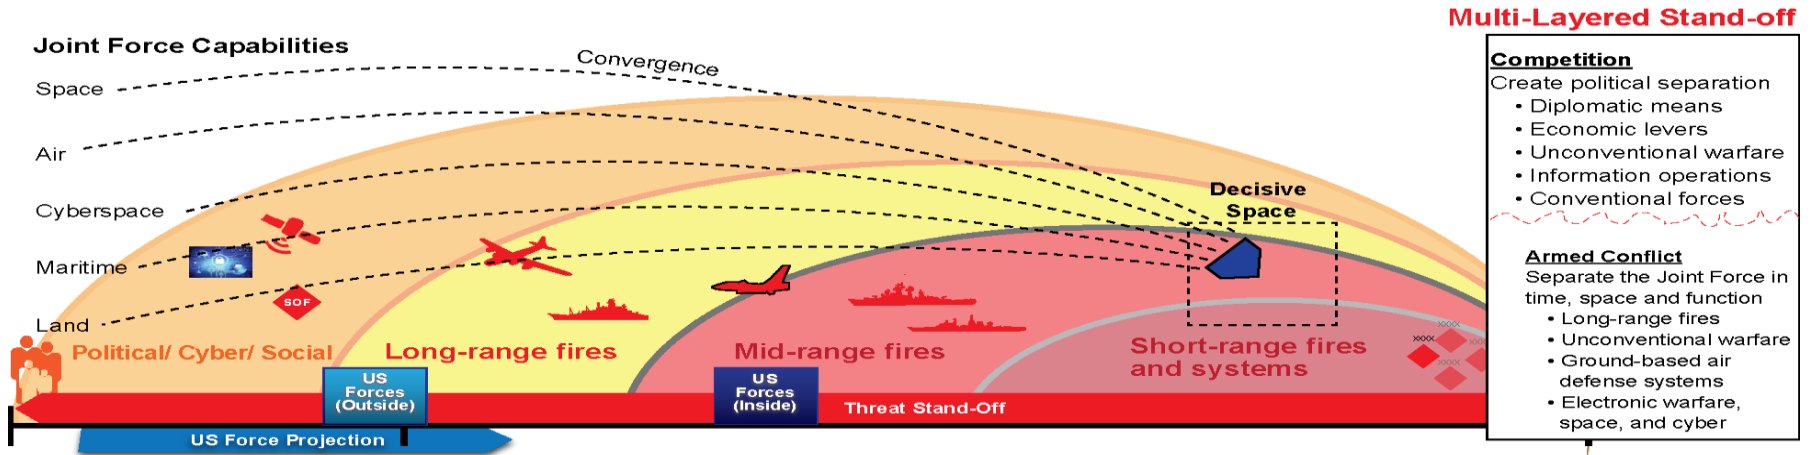 Multi-Layered Stand-off
Joint Force Capabilities
Space
Air
Cyberspace
Maritime
Land
Convergence
Decisive
Space
SOF
Political/ Cyber/ Social
Long-range fires
Mid-range fires
Short-range fires
and systems
xxxx
xxxx
xxxx
xxxx
US
Forces
(Outside)
US
Forces
(Inside)
Threat Stand-Off
US Force Projection
Competition
Create political separation
• Diplomatic means
• Economic levers
• Unconventional warfare
• Information operations
• Conventional forces
Armed Conflict
Separate the Joint Force in
time, space and function
• Long-range fires
• Unconventional warfare
• Ground-based air
defense systems
• Electronic warfare,
space, and cyber